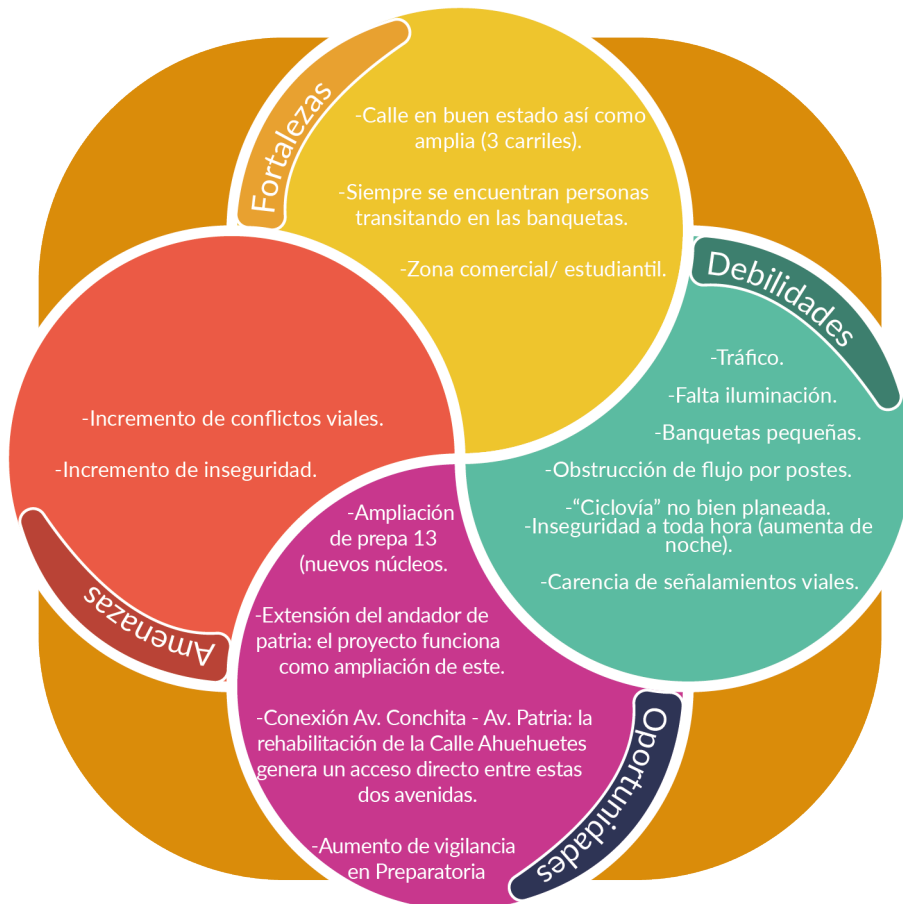 Fortalezas
-Calle en buen estado así como
amplia (3 carriles).
-Siempre se encuentran personas
transitando en las banquetas.
-Zona comercial/ estudiantil.
Debilidades
-Tráfico.
-Falta iluminación.
-Banquetas pequeñas.
-Obstrucción de flujo por postes.
-“Ciclovía” no bien planeada.
-Inseguridad a toda hora (aumenta de
noche).
-Carencia de señalamientos viales.
-Incremento de conflictos viales.
-Incremento de inseguridad.
Amenazas
-Ampliación
de prepa 13
(nuevos núcleos.
-Extensión del andador de
patria: el proyecto funciona
como ampliación de este.
-Conexión Av. Conchita - Av. Patria: la
rehabilitación de la Calle Ahuehuetes
genera un acceso directo entre estas
dos avenidas.
-Aumento de vigilancia
en Preparatoria
Oportunidades